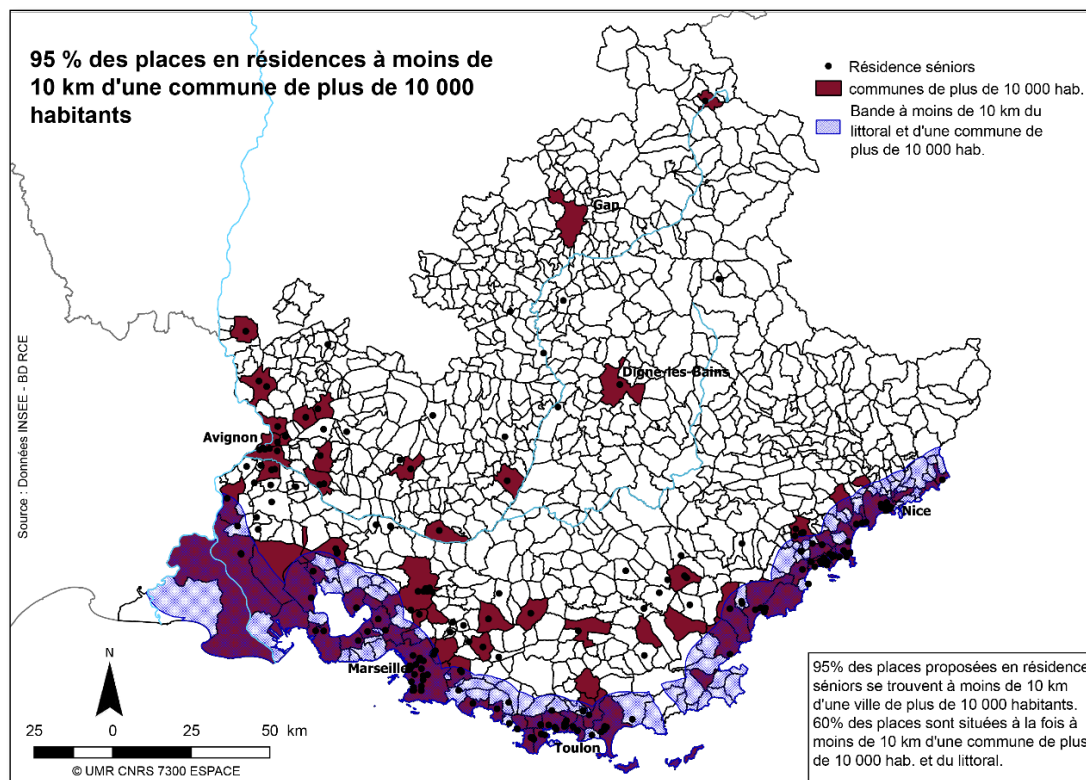 95 % des places en résidences à moins de
10 km d'une commune de plus de 10 000
habitants
Résidence séniors
communes de plus de 10 000 hab.
Bande à moins de 10 km du
littoral et d'une commune de
plus de 10 000 hab.
Gap
Digne-les-Bains
Avignon
Nice
Marseille
Toulon
Source : Données INSEE - BD RCE
N
25 0 25 50 km
© UMR CNRS 7300 ESPACE
95% des places proposées en résidence
séniors se trouvent à moins de 10 km
d'une ville de plus de 10 000 habitants.
60% des places sont situées à la fois à
moins de 10 km d'une commune de plus
de 10 000 hab. et du littoral.